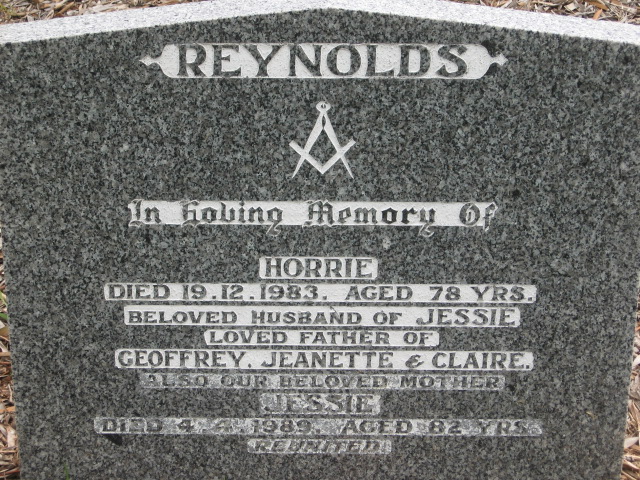 REYNOLDS
In Loving Memory Of
HORRIE
DIED 19.12.1983. AGED 78 YRS.
BELOVED HUSBAND OF JESSIE
LOVED FATHER OF
GEOFFREY, JEANETTE & CLAIRE.
ALSO OUR BELOVED MOTHER
JESSIE
DIED 4.4.1989. AGED 82 YRS.
REUNITED.